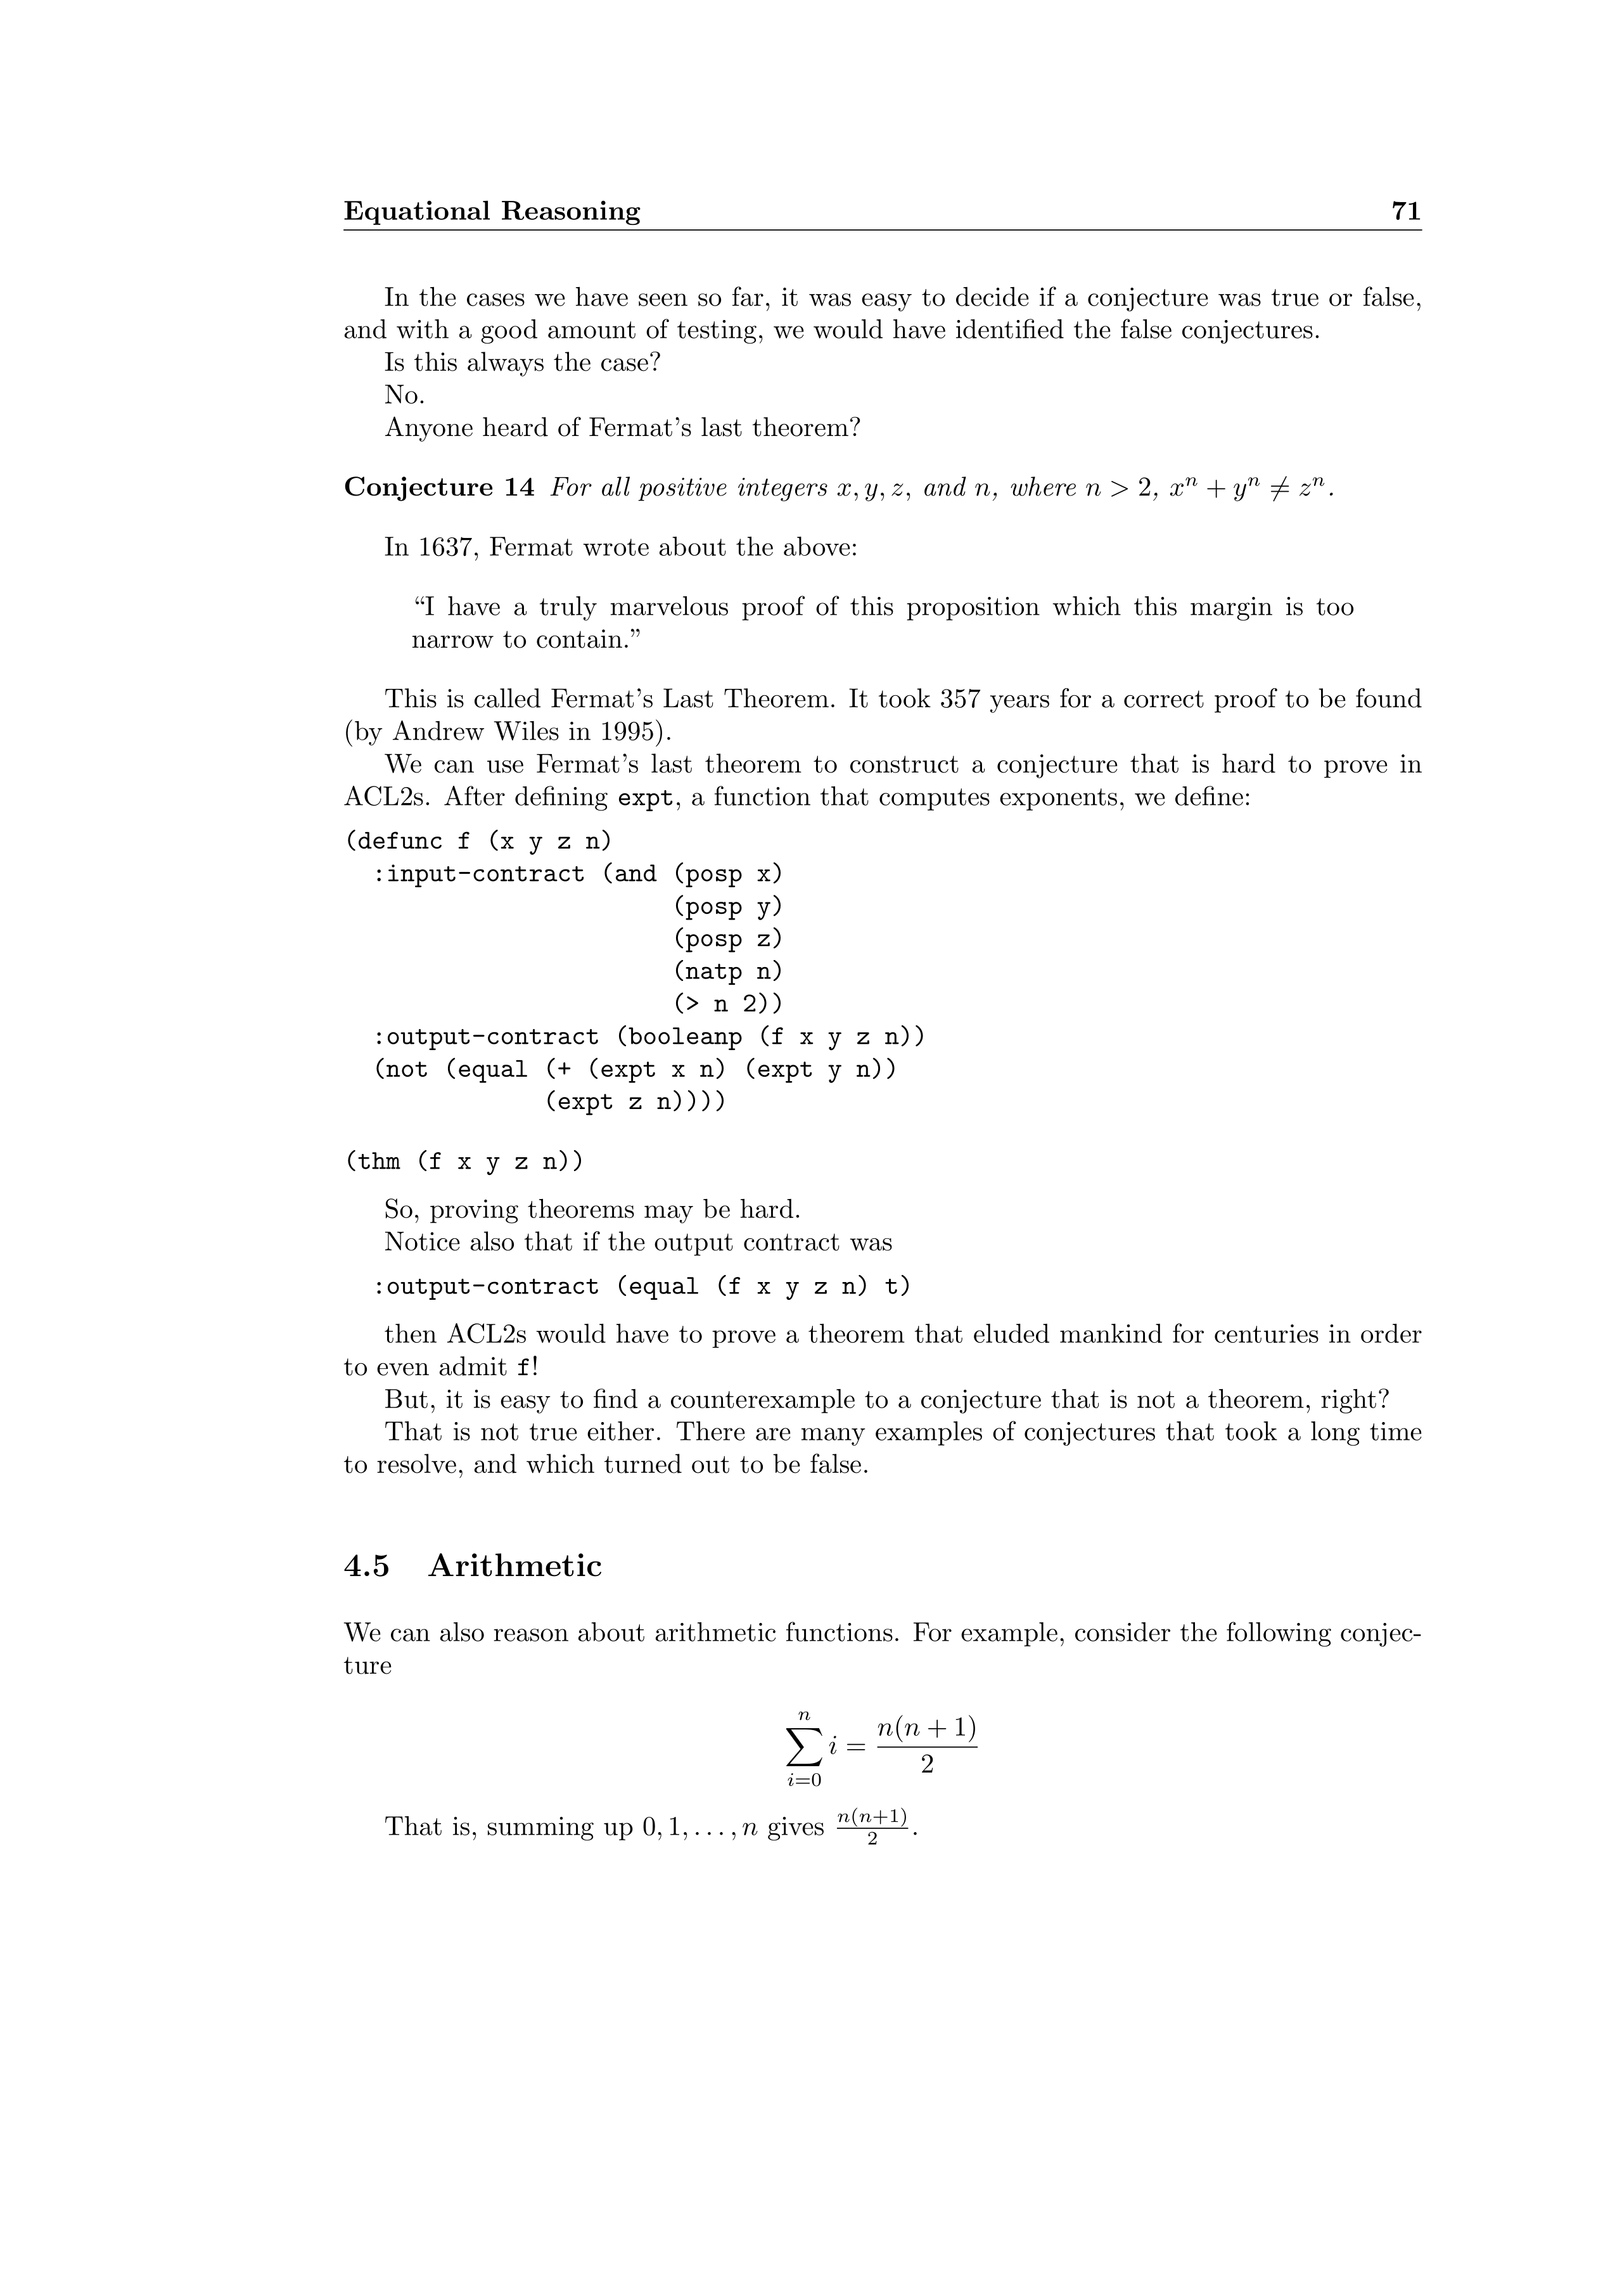 Equational Reasoning 71
In the cases we have seen so far, it was easy to decide if a conjecture was true or false,
and with a good amount of testing, we would have identified the false conjectures.
Is this always the case?
No.
Anyone heard of Fermat's last theorem?
Conjecture 14 For all positive integers x, y, z, and n, where n > 2, xⁿ + yⁿ ≠ zⁿ.
In 1637, Fermat wrote about the above:
“I have a truly marvelous proof of this proposition which this margin is too
narrow to contain.”
This is called Fermat's Last Theorem. It took 357 years for a correct proof to be found
(by Andrew Wiles in 1995).
We can use Fermat's last theorem to construct a conjecture that is hard to prove in
ACL2s. After defining expt, a function that computes exponents, we define:
(defunc f (x y z n)
:input-contract (and (posp x)
(posp y)
(posp z)
(natp n)
(> n 2))
:output-contract (booleanp (f x y z n))
(not (equal (+ (expt x n) (expt y n))
(expt z n))))
(thm (f x y z n))
So, proving theorems may be hard.
Notice also that if the output contract was
:output-contract (equal (f x y z n) t)
then ACL2s would have to prove a theorem that eluded mankind for centuries in order
to even admit f!
But, it is easy to find a counterexample to a conjecture that is not a theorem, right?
That is not true either. There are many examples of conjectures that took a long time
to resolve, and which turned out to be false.
4.5 Arithmetic
We can also reason about arithmetic functions. For example, consider the following conjec-
ture
\sum_{i=0}^{n} i = \frac{n(n + 1)}{2}
That is, summing up 0, 1, . . . , n gives \frac{n(n+1)}{2}.